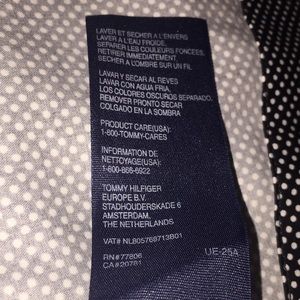 LAVER ET SECHER A L'ENVERS
LAVER A L'EAU FROIDE.
SEPARER LES COULEURS FONCEES,
RETIRER IMMEDIATEMENT.
SECHER A L'OMBRE SUR UN FIL
LAVAR Y SECAR AL REVES
LAVAR CON AGUA FRIA.
LOS COLORES OSCUROS SEPARADO.
REMOVER PRONTO SECAR
COLGADO EN LA SOMBRA
PRODUCT CARE(USA):
1-800-TOMMY-CARES
INFORMATION DE
NETTOYAGE(USA):
1-800-866-6922
TOMMY HILFIGER
EUROPE B.V.
STADHOUDERSKADE 6
AMSTERDAM,
THE NETHERLANDS
VAT# NL805768713B01
RN#77806 UE-25A
CA#20781